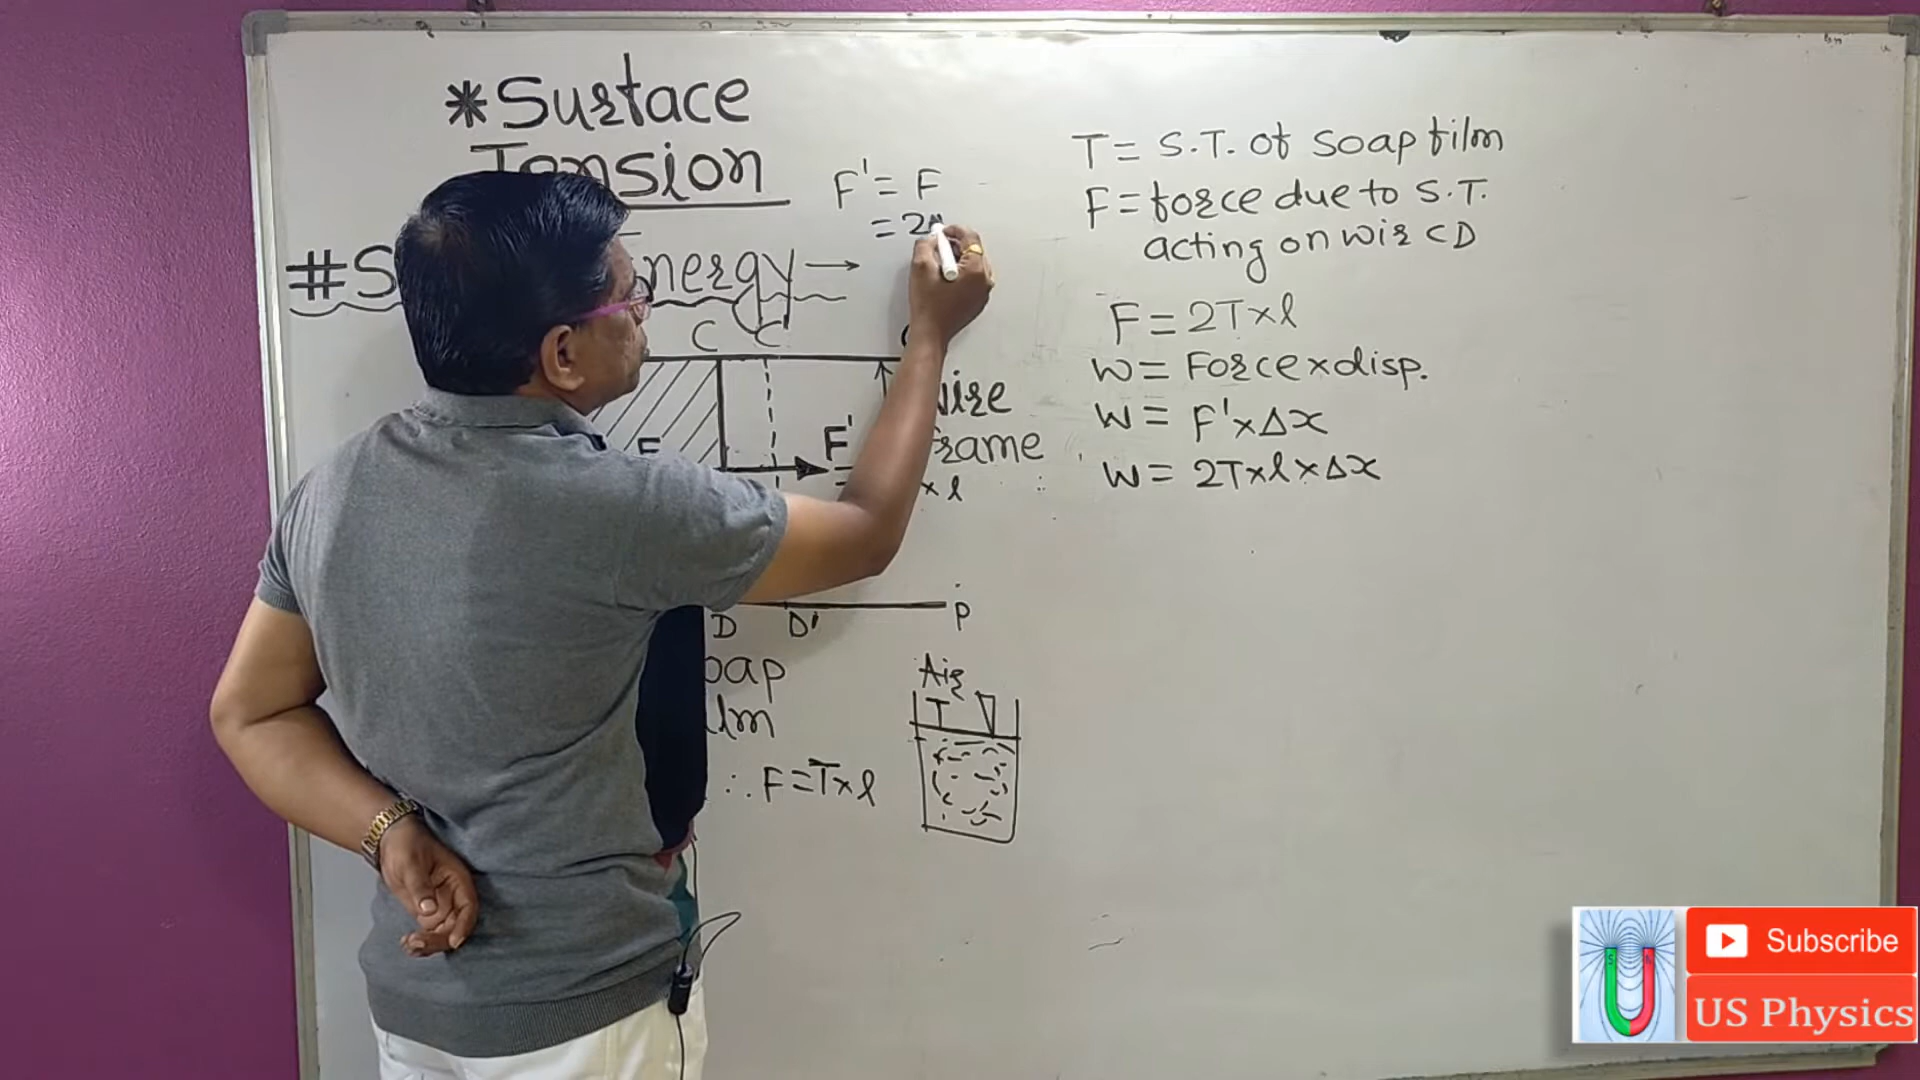 *Surface
Tension
F' = F
= 2
#S nergy →
C C'
F' wire
frame
F
× l
D D' P
oap
lm
∴ F = T×l
Air
T
T = S.T. of soap film
F = force due to S.T.
acting on wir CD
F = 2T×l
W = Force×disp.
W = F'×Δx
∴ W = 2T×l×Δx
Subscribe
US Physics